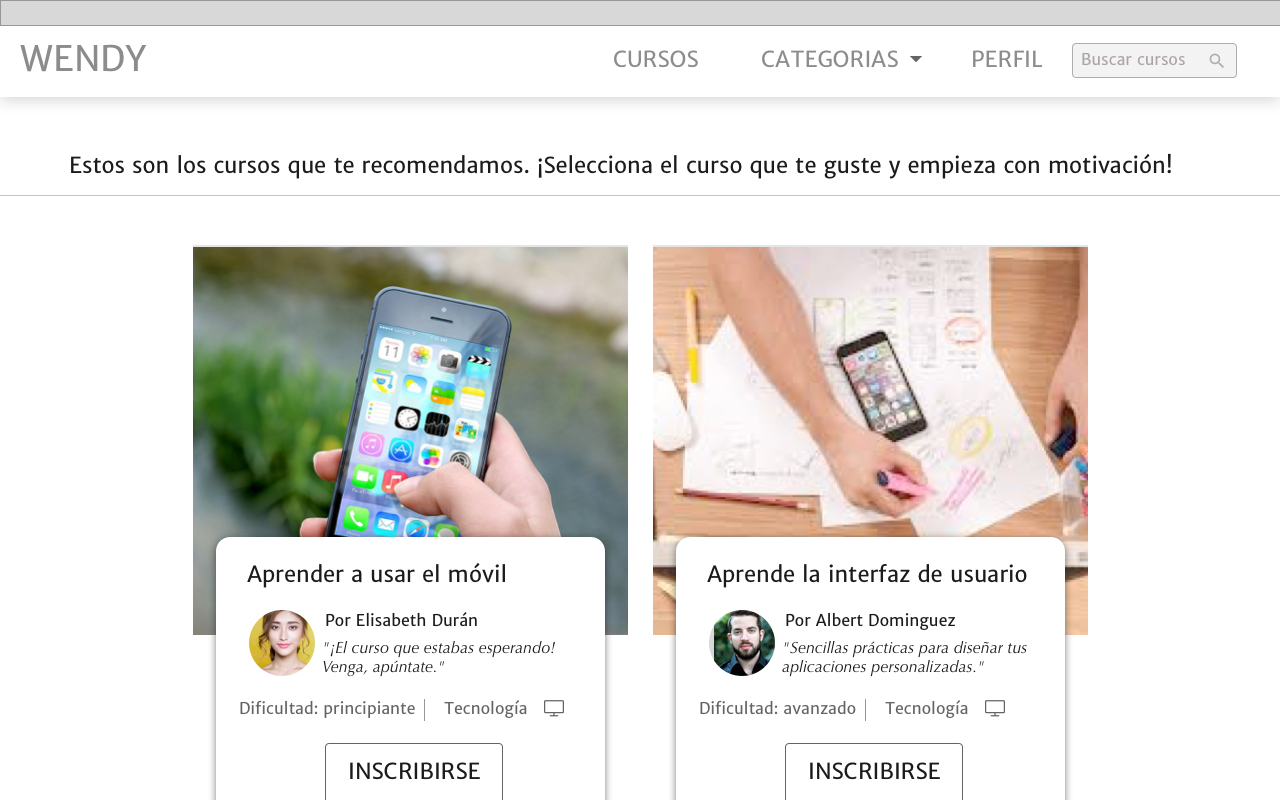 WENDY
CURSOS
CATEGORIAS
PERFIL
Buscar cursos
Estos son los cursos que te recomendamos. ¡Selecciona el curso que te guste y empieza con motivación!
11
Aprender a usar el móvil
Por Elisabeth Durán
"¡El curso que estabas esperando!
Venga, apúntate."
Dificultad: principiante
Tecnología
INSCRIBIRSE
Aprende la interfaz de usuario
Por Albert Dominguez
"Sencillas prácticas para diseñar tus
aplicaciones personalizadas."
Dificultad: avanzado
Tecnología
INSCRIBIRSE